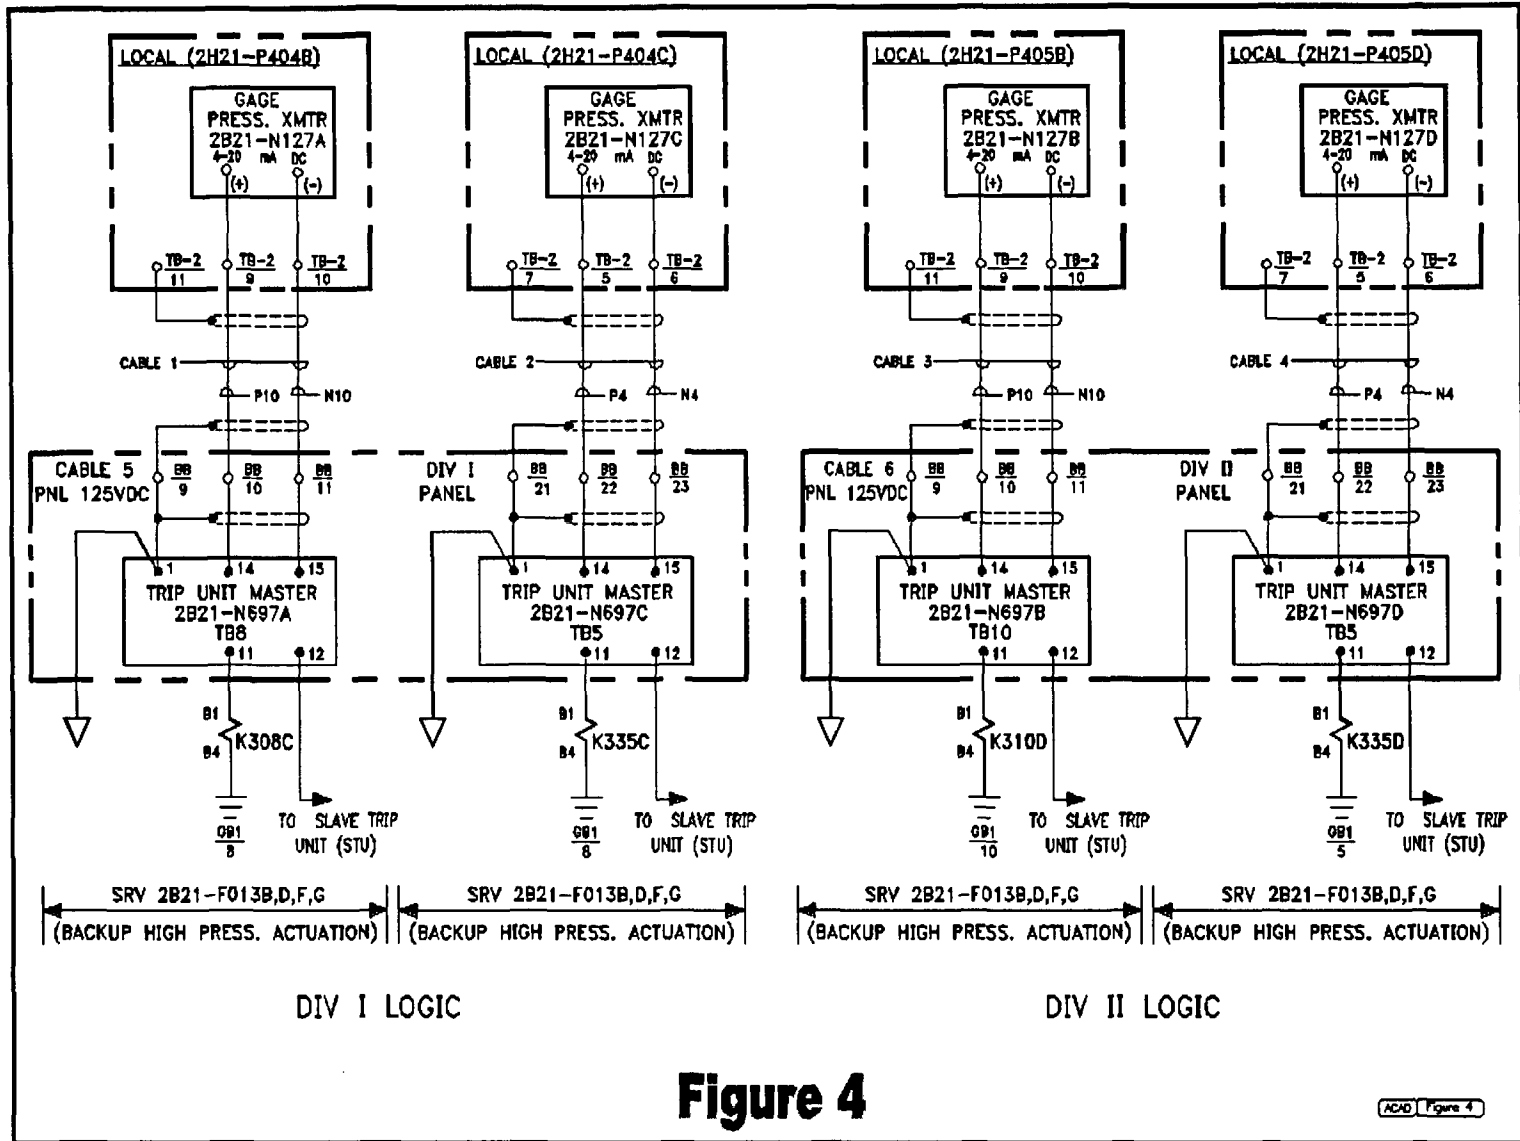 LOCAL (2H21-P404B)
GAGE
PRESS. XMTR
2B21-N127A
4-20 mA DC
(+) (-)
TB-2 TB-2 TB-2
11 9 10
CABLE 1
P10 N10
CABLE 5
PNL 125VDC
BB BB BB
9 10 11
1 14 15
TRIP UNIT MASTER
2B21-N697A
TB8
11 12
B1
K308C
B4
GB1
8
TO SLAVE TRIP
UNIT (STU)
SRV 2B21-F013B,D,F,G
(BACKUP HIGH PRESS. ACTUATION)
LOCAL (2H21-P404C)
GAGE
PRESS. XMTR
2B21-N127C
4-20 mA DC
(+) (-)
TB-2 TB-2 TB-2
7 5 6
CABLE 2
P4 N4
DIV I
PANEL
BB BB BB
21 22 23
1 14 15
TRIP UNIT MASTER
2B21-N697C
TB5
11 12
B1
K335C
B4
GB1
8
TO SLAVE TRIP
UNIT (STU)
SRV 2B21-F013B,D,F,G
(BACKUP HIGH PRESS. ACTUATION)
DIV I LOGIC
LOCAL (2H21-P405B)
GAGE
PRESS. XMTR
2B21-N127B
4-20 mA DC
(+) (-)
TB-2 TB-2 TB-2
11 9 10
CABLE 3
P10 N10
CABLE 6
PNL 125VDC
BB BB BB
9 10 11
1 14 15
TRIP UNIT MASTER
2B21-N697B
TB10
11 12
B1
K310D
B4
GB1
10
TO SLAVE TRIP
UNIT (STU)
SRV 2B21-F013B,D,F,G
(BACKUP HIGH PRESS. ACTUATION)
LOCAL (2H21-P405D)
GAGE
PRESS. XMTR
2B21-N127D
4-20 mA DC
(+) (-)
TB-2 TB-2 TB-2
7 5 6
CABLE 4
P4 N4
DIV II
PANEL
BB BB BB
21 22 23
1 14 15
TRIP UNIT MASTER
2B21-N697D
TB5
11 12
B1
K335D
B4
GB1
5
TO SLAVE TRIP
UNIT (STU)
SRV 2B21-F013B,D,F,G
(BACKUP HIGH PRESS. ACTUATION)
DIV II LOGIC
Figure 4
ACAD Figure 4